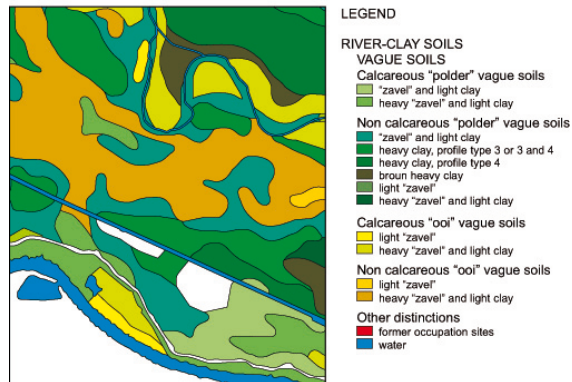 LEGEND
RIVER-CLAY SOILS
VAGUE SOILS
Calcareous “polder” vague soils
“zavel” and light clay
heavy “zavel” and light clay
Non calcareous “polder” vague soils
“zavel” and light clay
heavy clay, profile type 3 or 3 and 4
heavy clay, profile type 4
broun heavy clay
light “zavel”
heavy “zavel” and light clay
Calcareous “ooi” vague soils
light “zavel”
heavy “zavel” and light clay
Non calcareous “ooi” vague soils
light “zavel”
heavy “zavel” and light clay
Other distinctions
former occupation sites
water